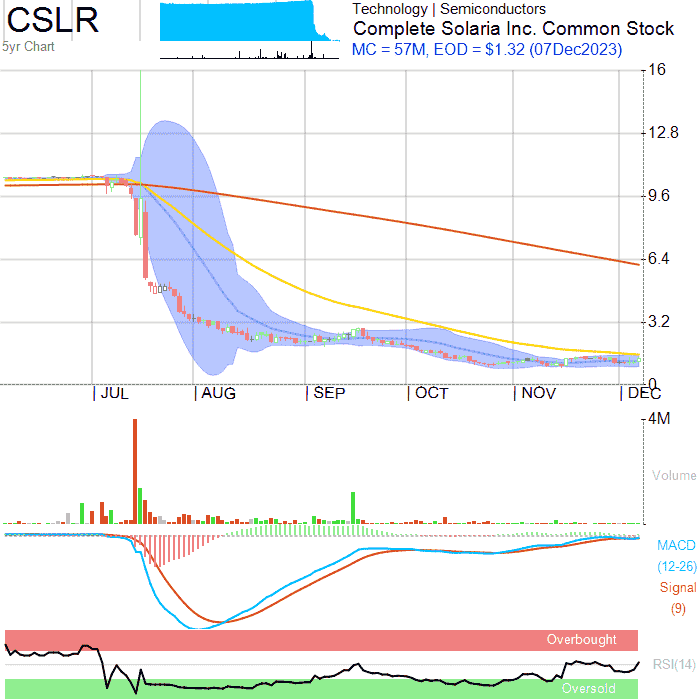 CSLR
5yr Chart
Technology | Semiconductors
Complete Solaria Inc. Common Stock
MC = 57M, EOD = $1.32 (07Dec2023)
16
12.8
9.6
6.4
3.2
0
JUL AUG SEP OCT NOV DEC
4M
Volume
MACD
(12-26)
Signal
(9)
Overbought
RSI(14)
Oversold